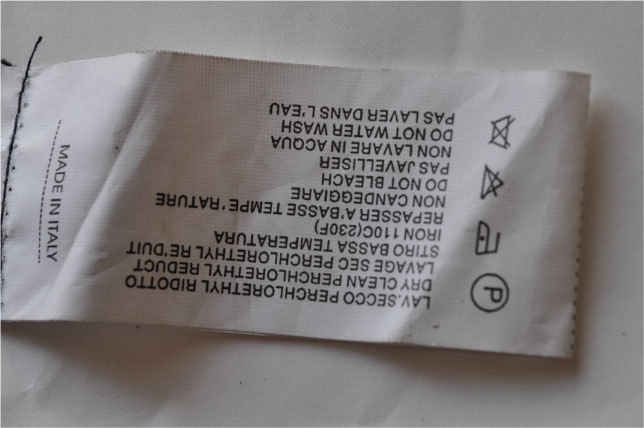 P
LAV.SECCO PERCHLORETHYL RIDOTTO
DRY CLEAN PERCHLORETHYL REDUCT
LAVAGE SEC PERCHLORETHYL RE'DUIT
STIRO BASSA TEMPERATURA
IRON 110C(230F)
REPASSER A'BASSE TEMPE'RATURE
NON CANDEGGIARE
DO NOT BLEACH
PAS JAVELLISER
NON LAVARE IN ACQUA
DO NOT WATER WASH
PAS LAVER DANS L'EAU
MADE IN ITALY